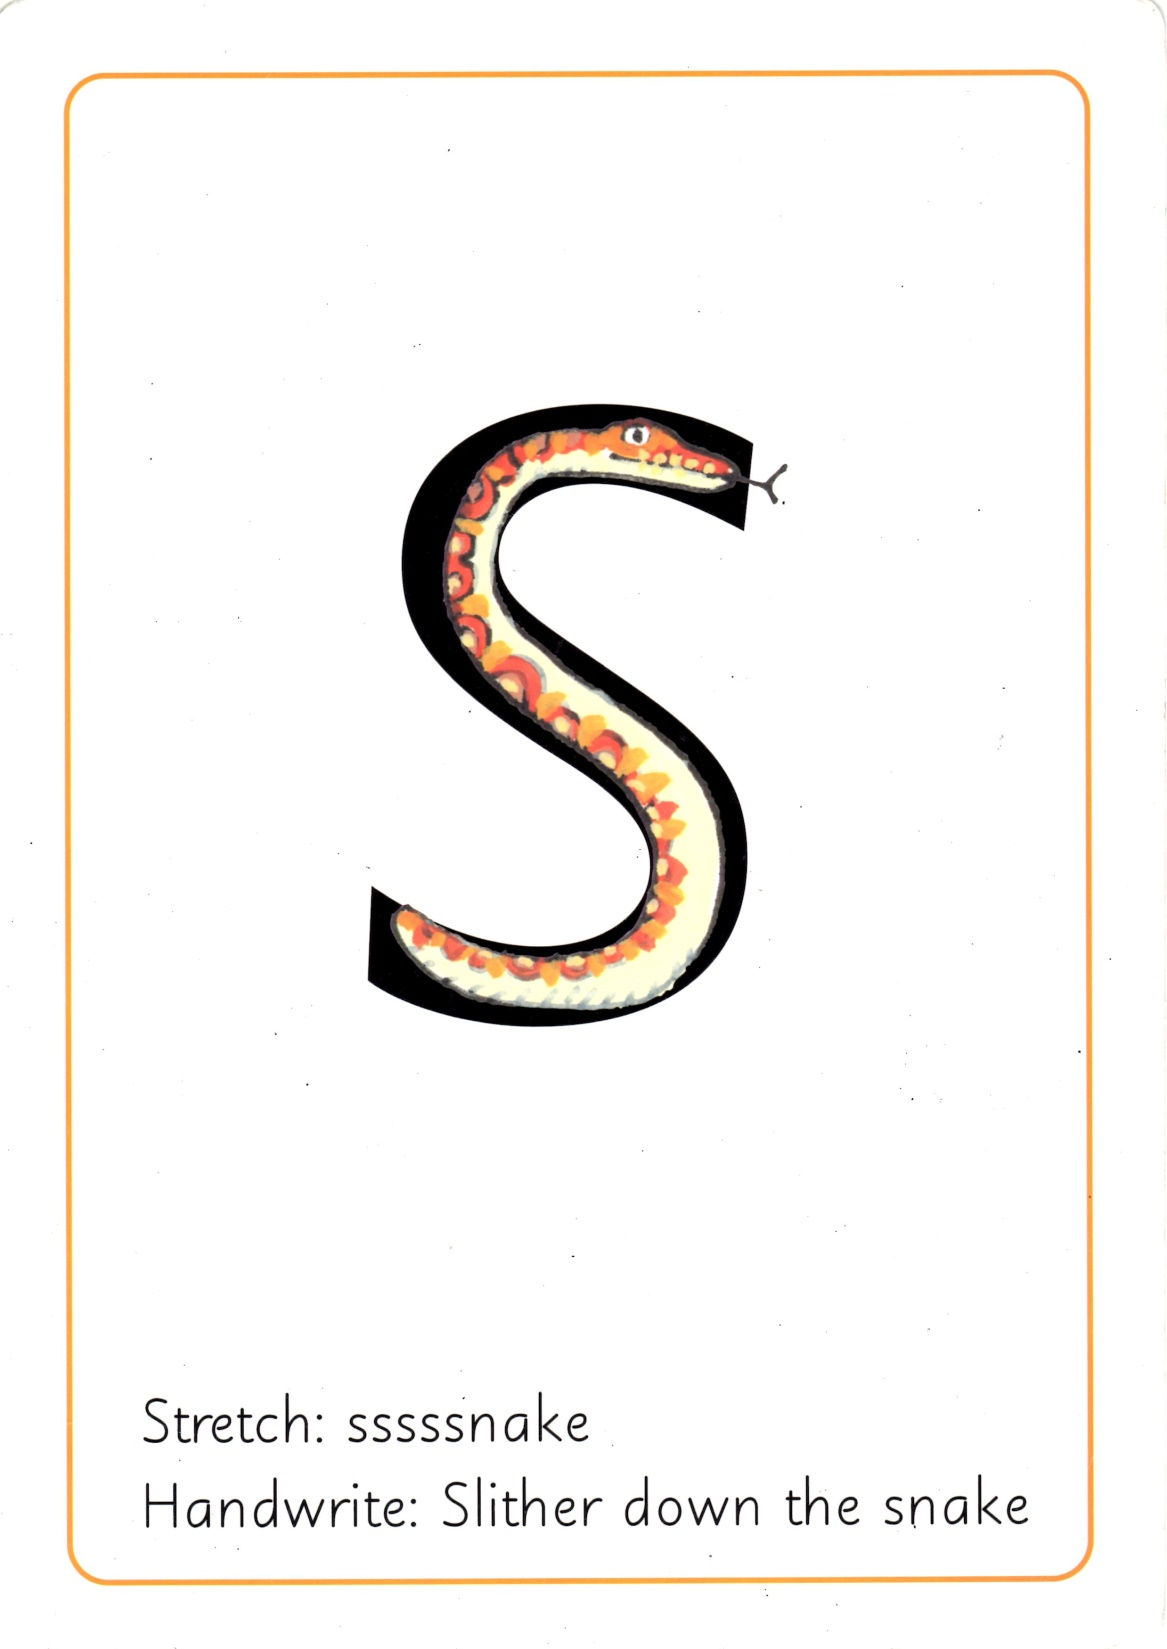 s
Stretch: sssssnake
Handwrite: Slither down the snake